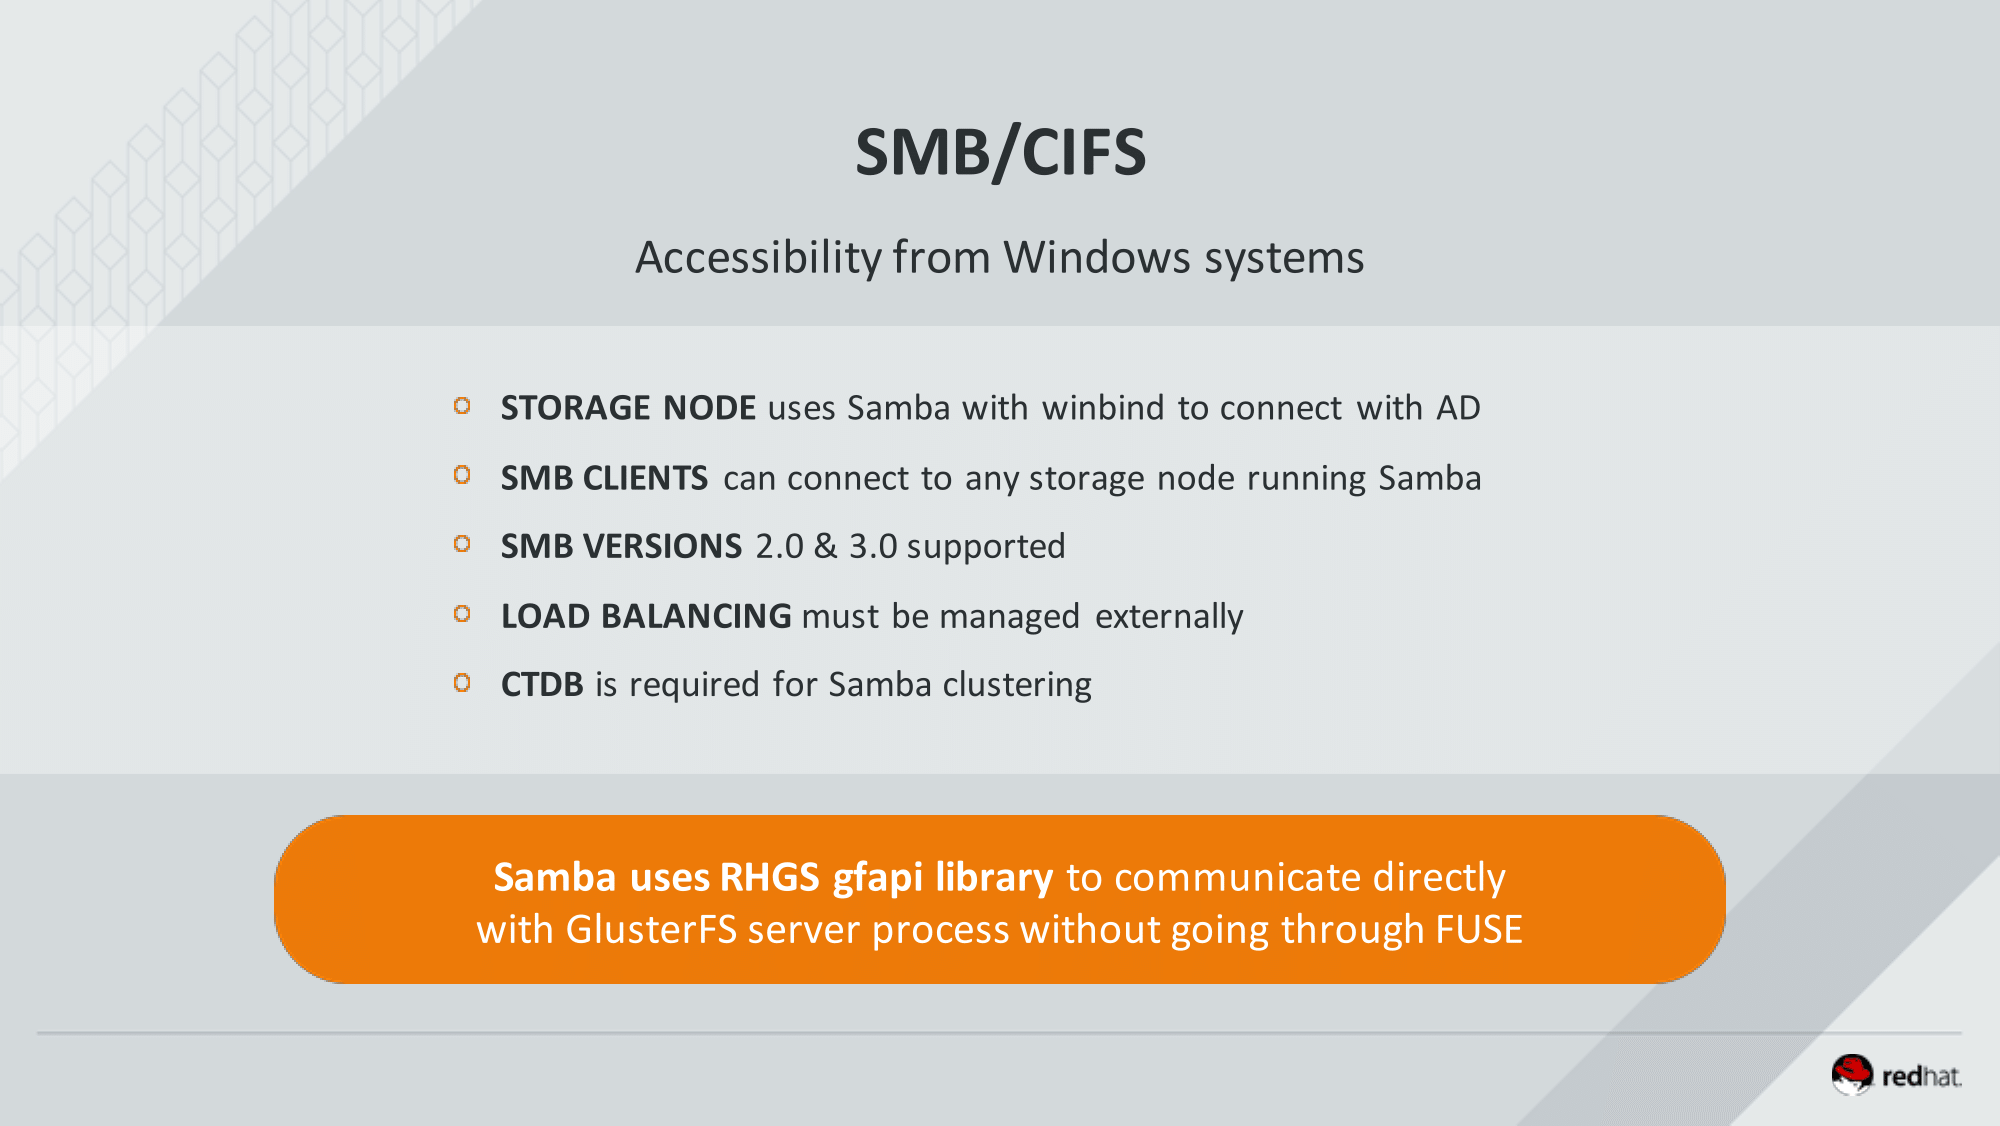 SMB/CIFS
Accessibility from Windows systems
STORAGE NODE uses Samba with winbind to connect with AD
SMB CLIENTS can connect to any storage node running Samba
SMB VERSIONS 2.0 & 3.0 supported
LOAD BALANCING must be managed externally
CTDB is required for Samba clustering
Samba uses RHGS gfapi library to communicate directly
with GlusterFS server process without going through FUSE
redhat.